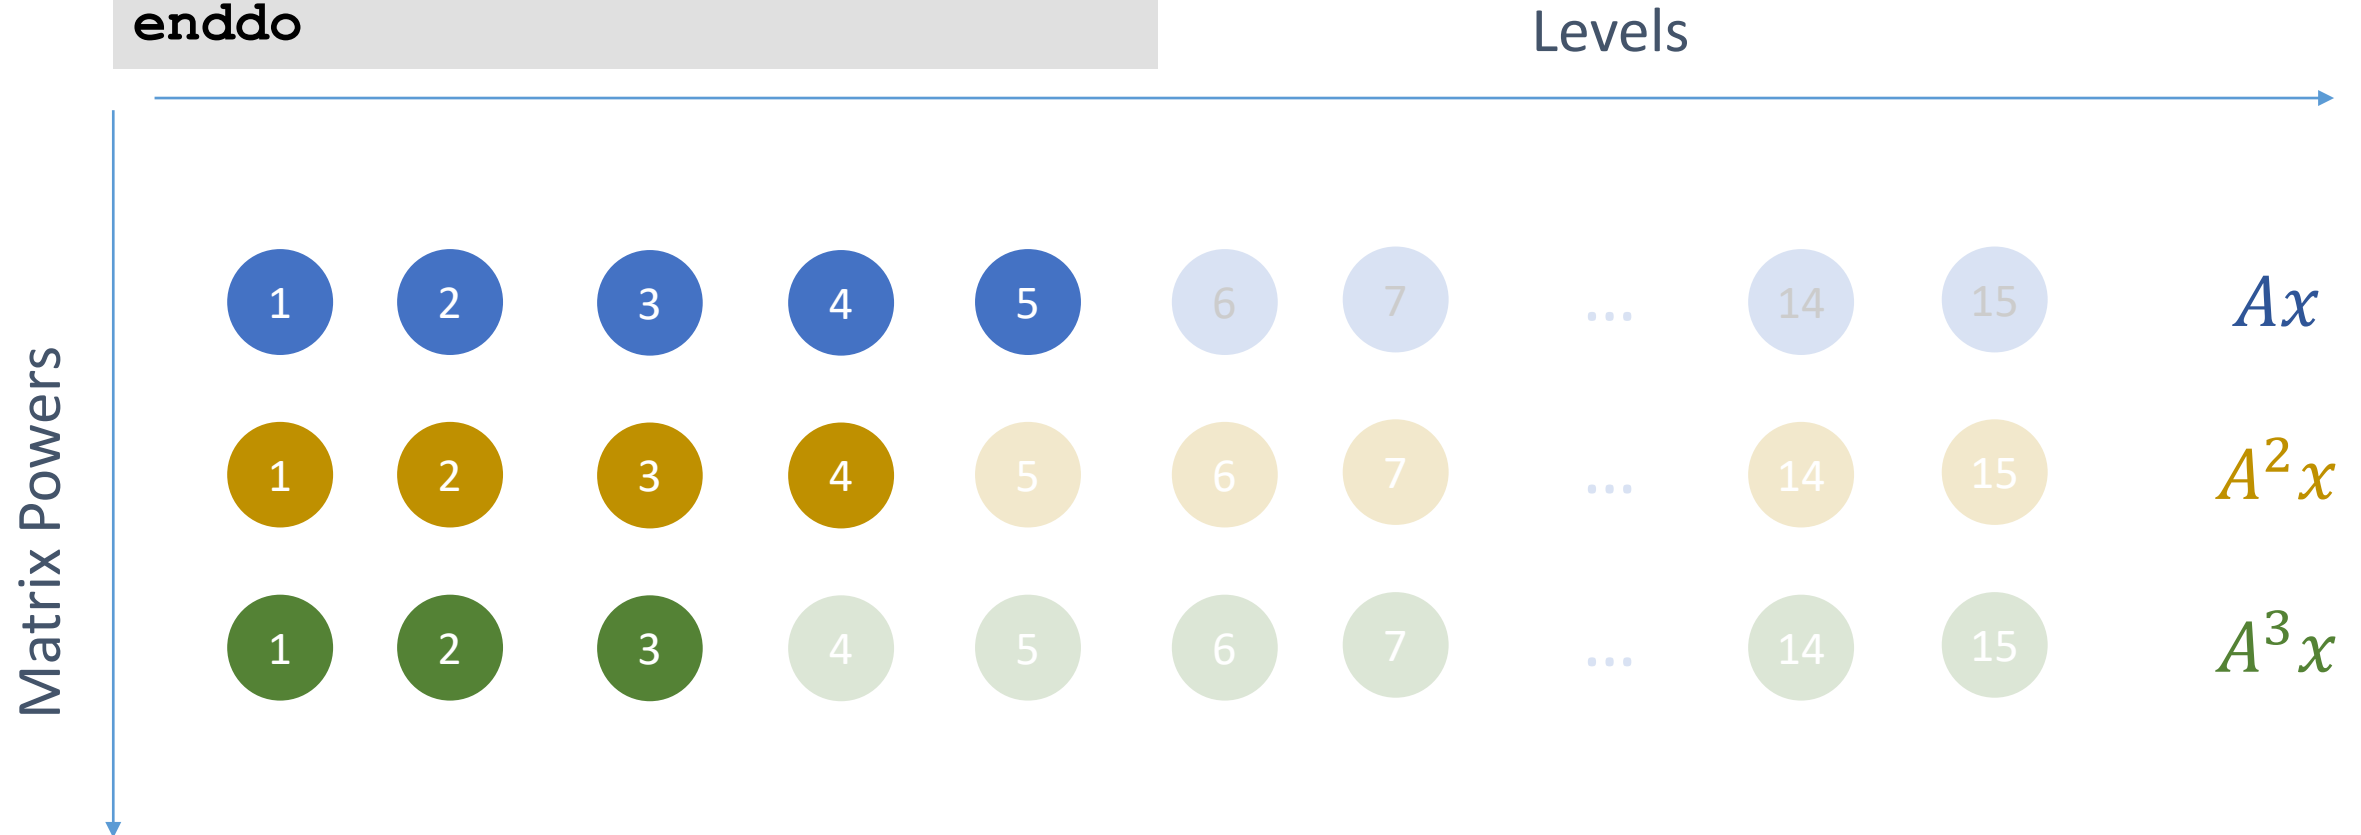 enddo
Levels
Matrix Powers
1 2 3 4 5 6 7 ... 14 15 Ax
1 2 3 4 5 6 7 ... 14 15 A²x
1 2 3 4 5 6 7 ... 14 15 A³x